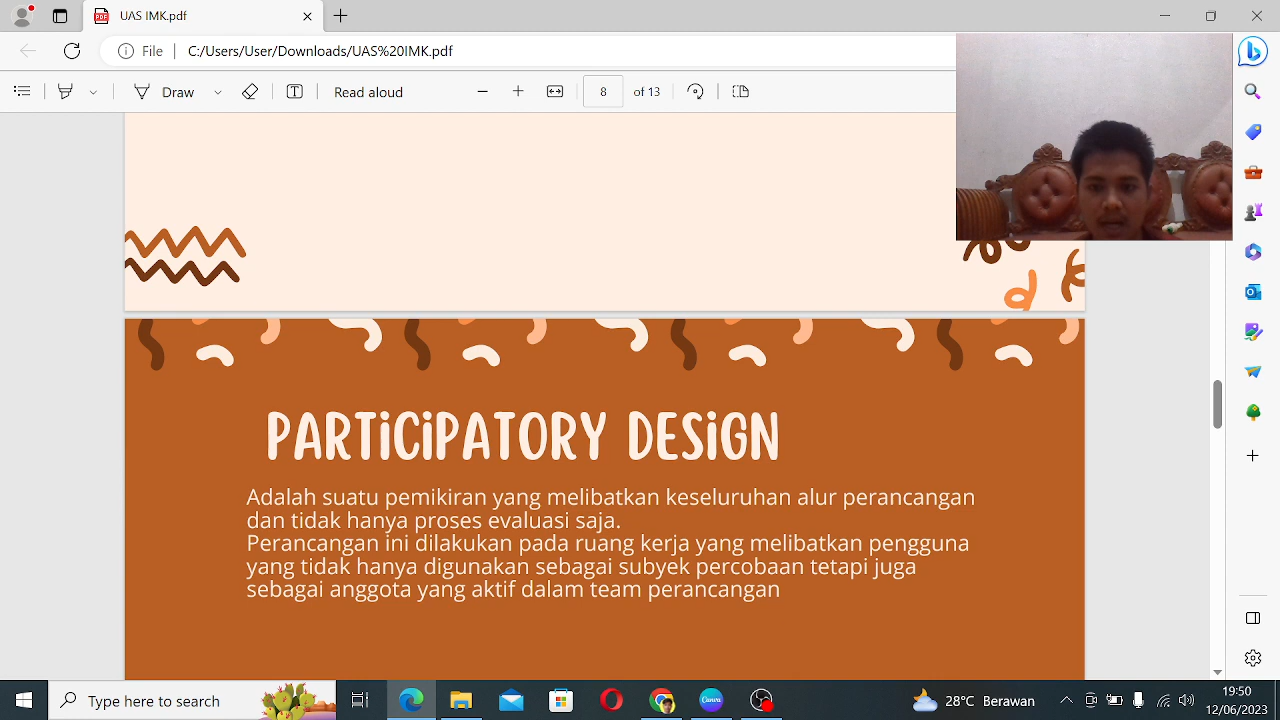 UAS IMK.pdf
File
C:/Users/User/Downloads/UAS%20IMK.pdf
Draw
Read aloud
8
of 13
PARTiCiPATORY DESiGN
Adalah suatu pemikiran yang melibatkan keseluruhan alur perancangan
dan tidak hanya proses evaluasi saja.
Perancangan ini dilakukan pada ruang kerja yang melibatkan pengguna
yang tidak hanya digunakan sebagai subyek percobaan tetapi juga
sebagai anggota yang aktif dalam team perancangan
Type here to search
Canva
28°C Berawan
19:50
12/06/2023